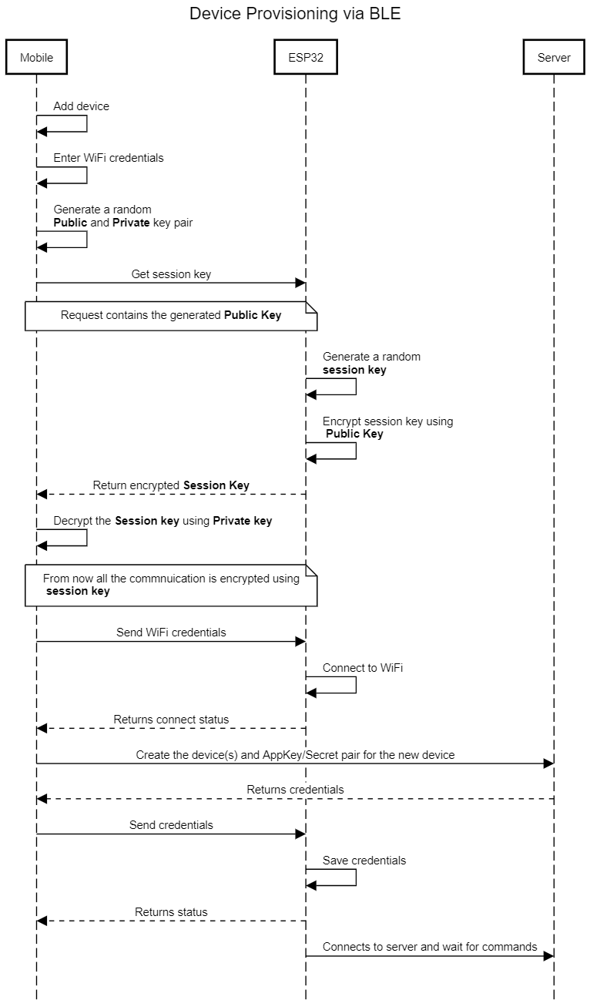 Device Provisioning via BLE
Mobile
ESP32
Server
Add device
Enter WiFi credentials
Generate a random
Public and Private key pair
Get session key
Request contains the generated Public Key
Generate a random
session key
Encrypt session key using
Public Key
Return encrypted Session Key
Decrypt the Session key using Private key
From now all the commnuication is encrypted using
session key
Send WiFi credentials
Connect to WiFi
Returns connect status
Create the device(s) and AppKey/Secret pair for the new device
Returns credentials
Send credentials
Save credentials
Returns status
Connects to server and wait for commands